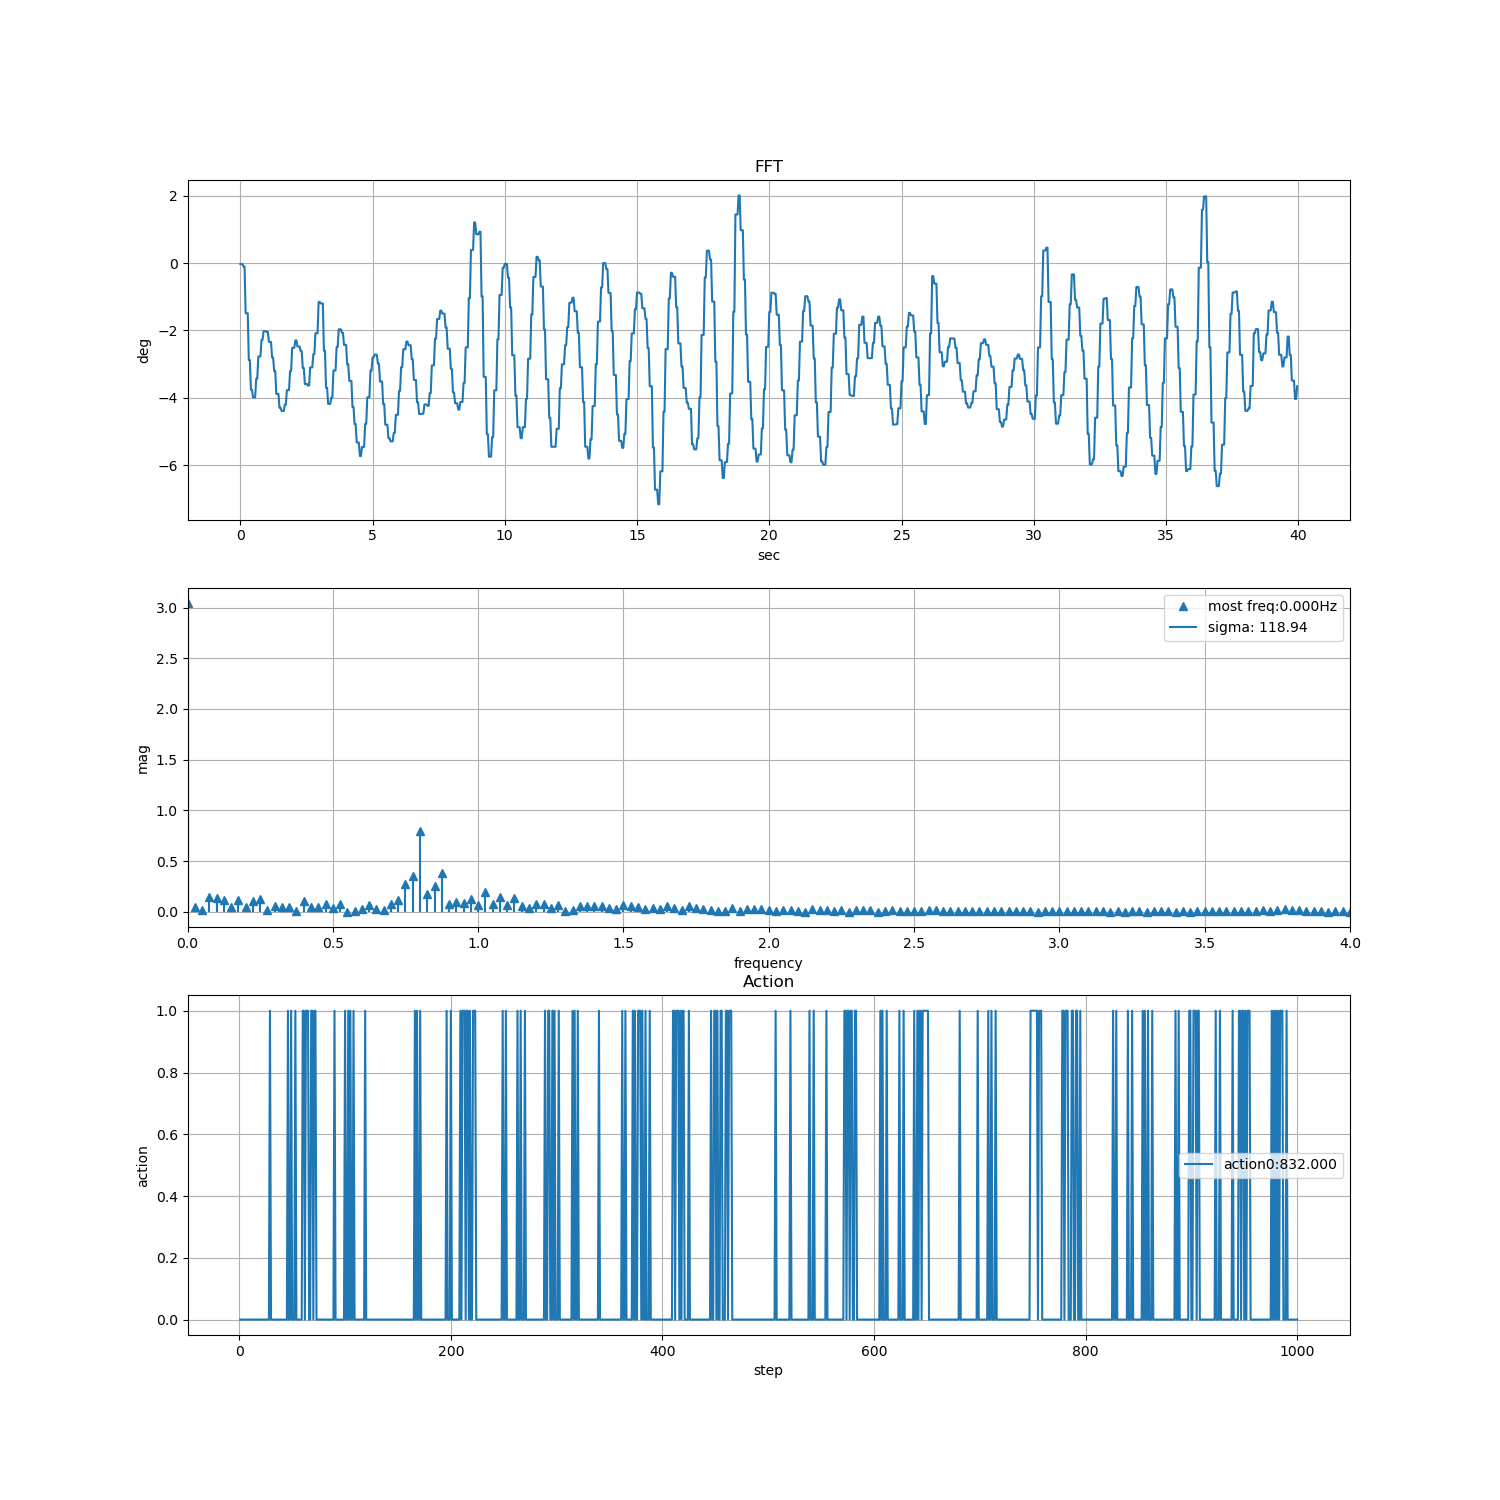 FFT
2
0
−2
−4
−6
deg
0 5 10 15 20 25 30 35 40
sec
3.0
2.5
2.0
1.5
1.0
0.5
0.0
mag
most freq:0.000Hz
sigma: 118.94
0.0 0.5 1.0 1.5 2.0 2.5 3.0 3.5 4.0
frequency
Action
1.0
0.8
0.6
0.4
0.2
0.0
action
action0:832.000
0 200 400 600 800 1000
step